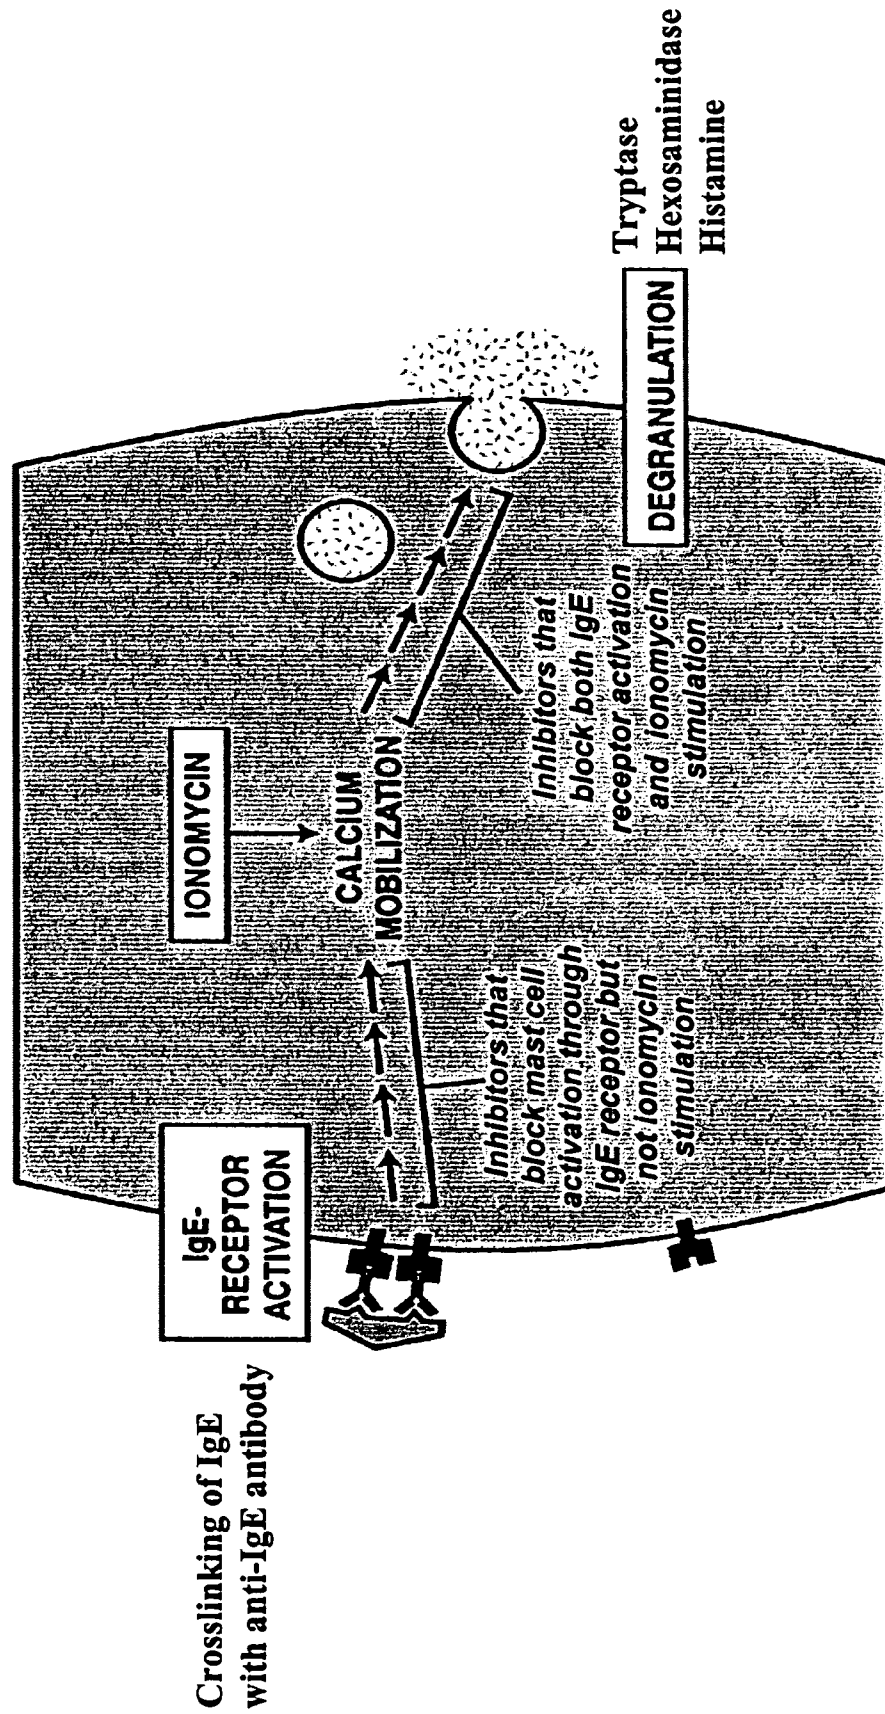 Crosslinking of IgE
with anti-IgE antibody
IgE-
RECEPTOR
ACTIVATION
IONOMYCIN
CALCIUM
MOBILIZATION
Inhibitors that
block mast cell
activation through
IgE receptor but
not Ionomycin
stimulation
Inhibitors that
block both IgE
receptor activation
and ionomycin
stimulation
DEGRANULATION
Tryptase
Hexosaminidase
Histamine